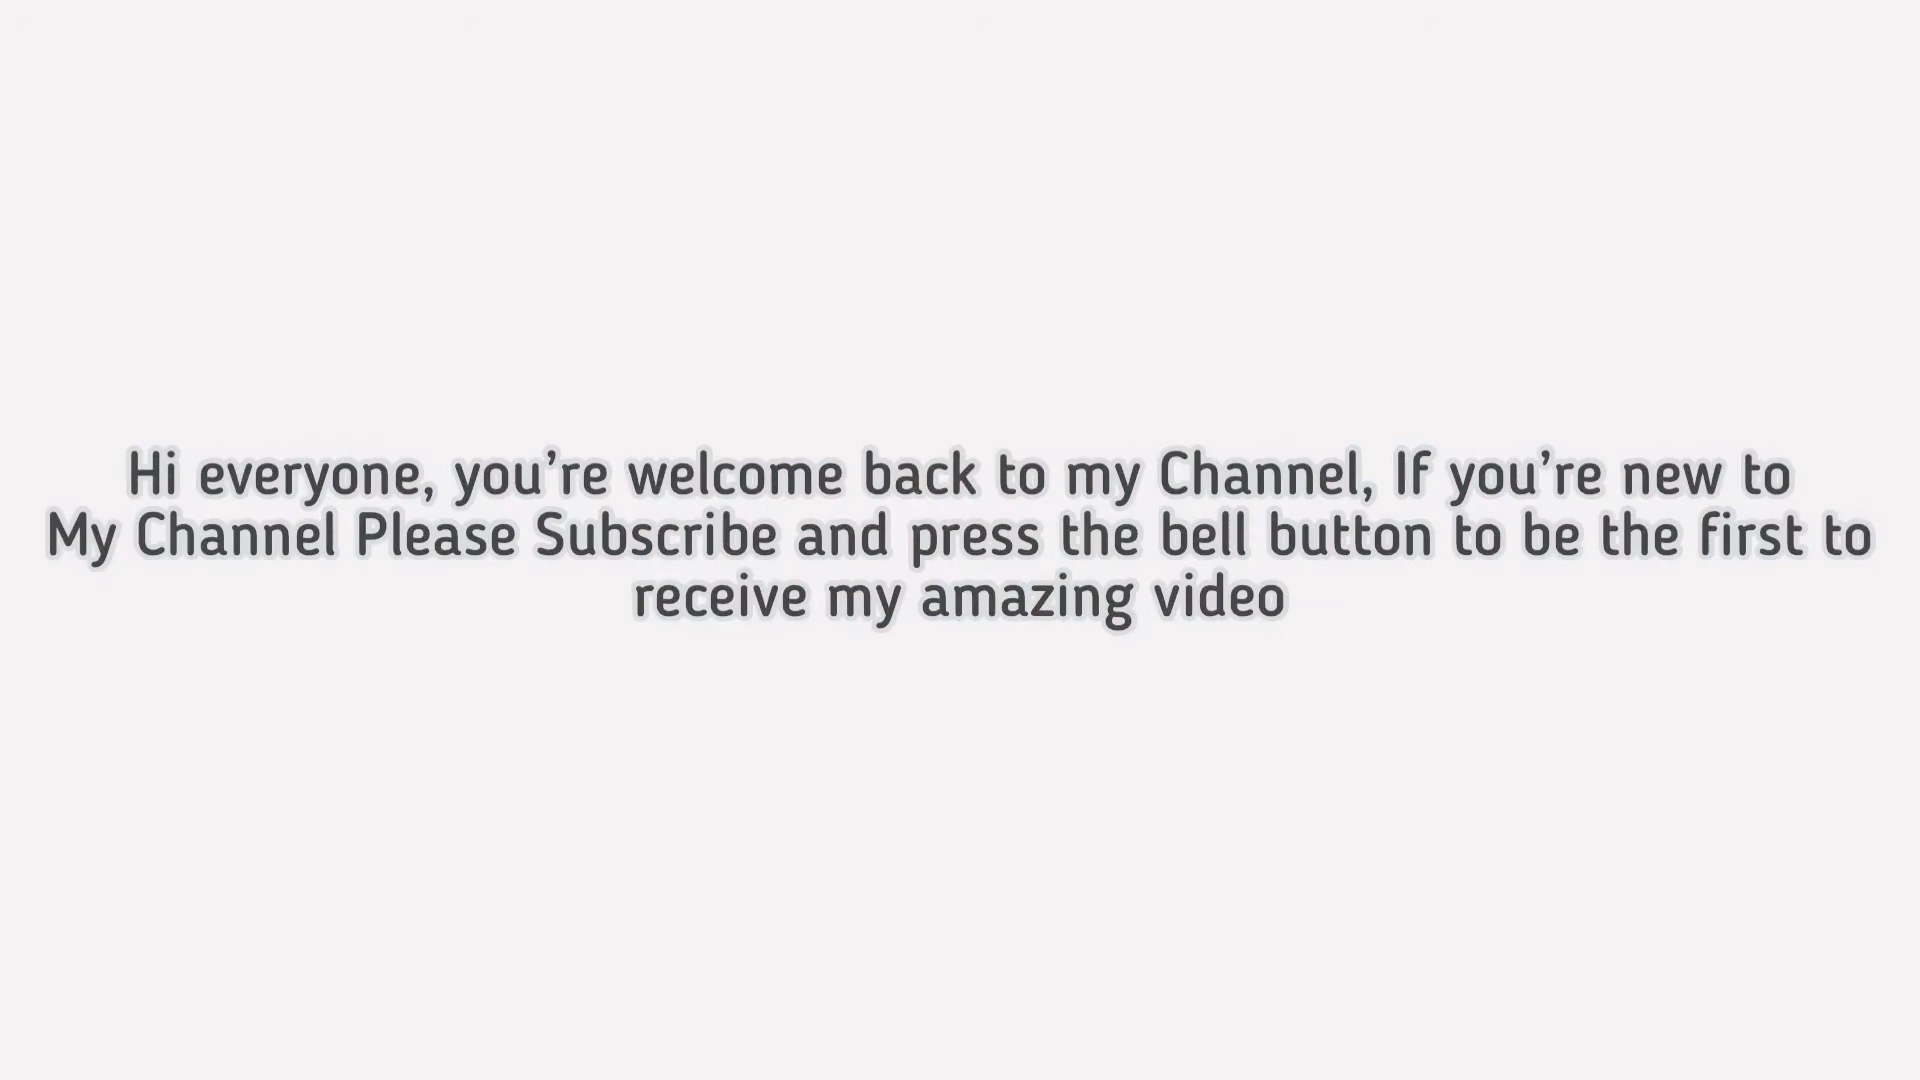 Hi everyone, you’re welcome back to my Channel, If you’re new to
My Channel Please Subscribe and press the bell button to be the first to
receive my amazing video